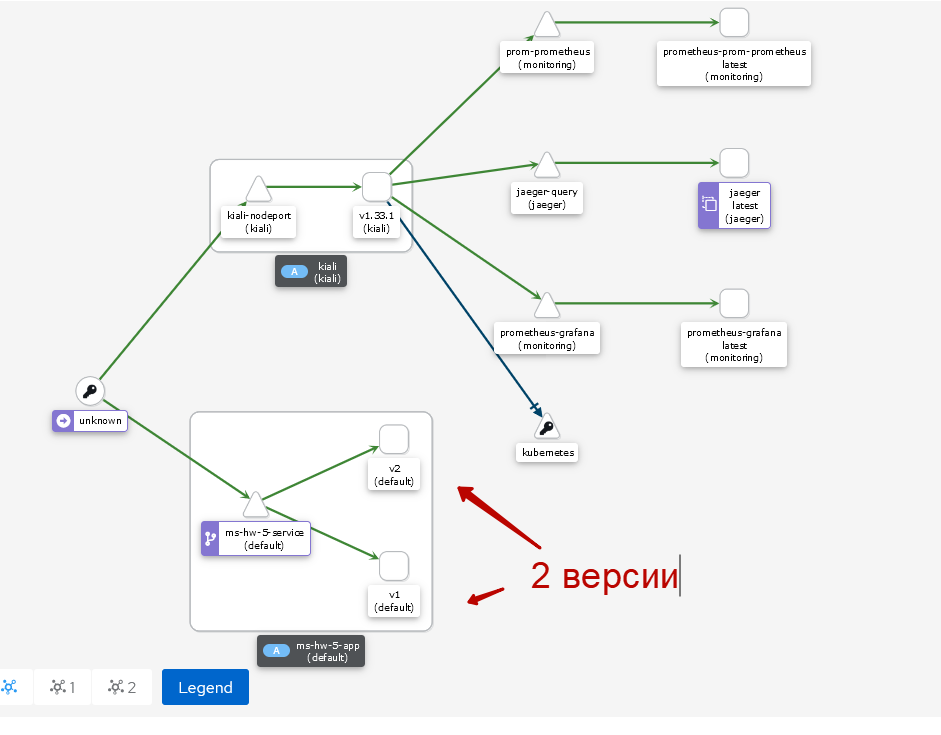 prom-prometheus
(monitoring)
prometheus-prom-prometheus
latest
(monitoring)
jaeger-query
(jaeger)
jaeger
latest
(jaeger)
kiali-nodeport
(kiali)
v1.33.1
(kiali)
A kiali
(kiali)
prometheus-grafana
(monitoring)
prometheus-grafana
latest
(monitoring)
unknown
kubernetes
v2
(default)
ms-hw-5-service
(default)
v1
(default)
2 версии
A ms-hw-5-app
(default)
1
2
Legend